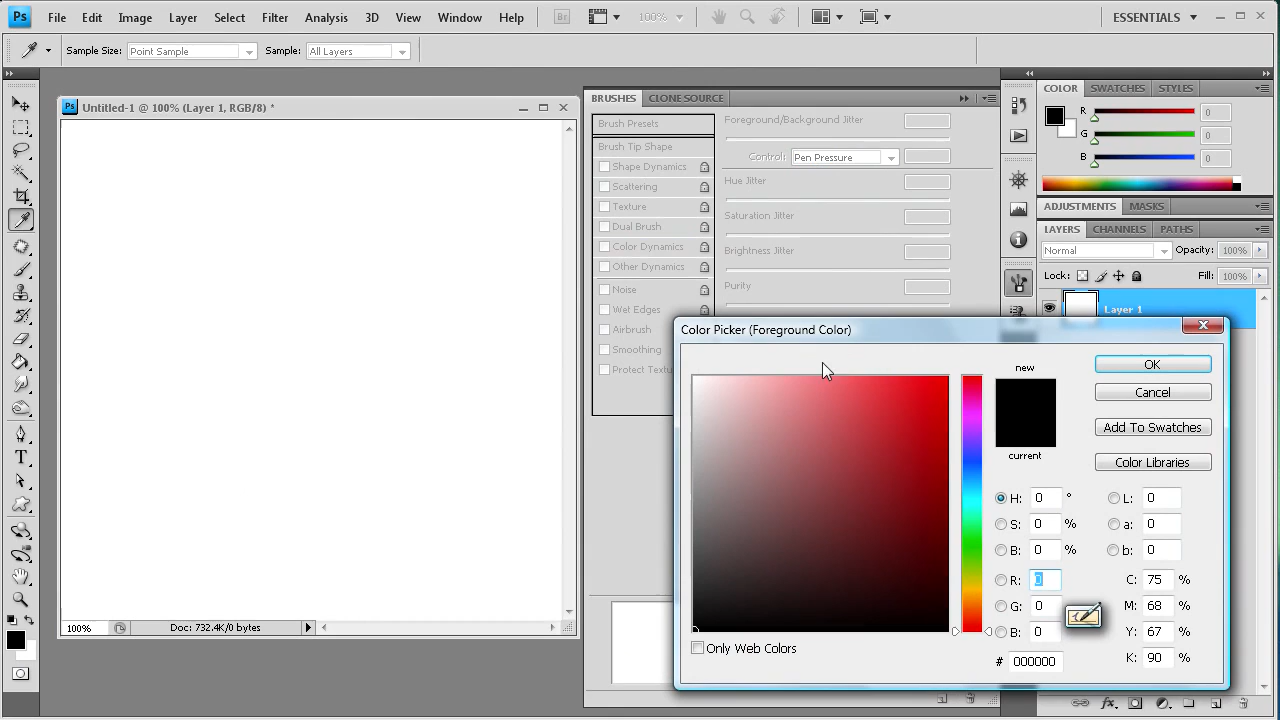 Ps File Edit Image Layer Select Filter Analysis 3D View Window Help Br 100% ESSENTIALS
Sample Size: Point Sample Sample: All Layers
Ps Untitled-1 @ 100% (Layer 1, RGB/8) *
BRUSHES CLONE SOURCE
Brush Presets
Brush Tip Shape
Shape Dynamics
Scattering
Texture
Dual Brush
Color Dynamics
Other Dynamics
Noise
Wet Edges
Airbrush
Smoothing
Foreground/Background Jitter
Control: Pen Pressure
Hue Jitter
Saturation Jitter
Brightness Jitter
Purity
COLOR SWATCHES STYLES
R 0
G 0
B 0
ADJUSTMENTS MASKS
LAYERS CHANNELS PATHS
Normal Opacity: 100%
Lock: Fill: 100%
Layer 1
Color Picker (Foreground Color)
new
current
OK
Cancel
Add To Swatches
Color Libraries
H: 0 ° L: 0
S: 0 % a: 0
B: 0 % b: 0
R: 0 C: 75 %
G: 0 M: 68 %
B: 0 Y: 67 %
# 000000 K: 90 %
Only Web Colors
T
100% Doc: 732.4K/0 bytes
fx